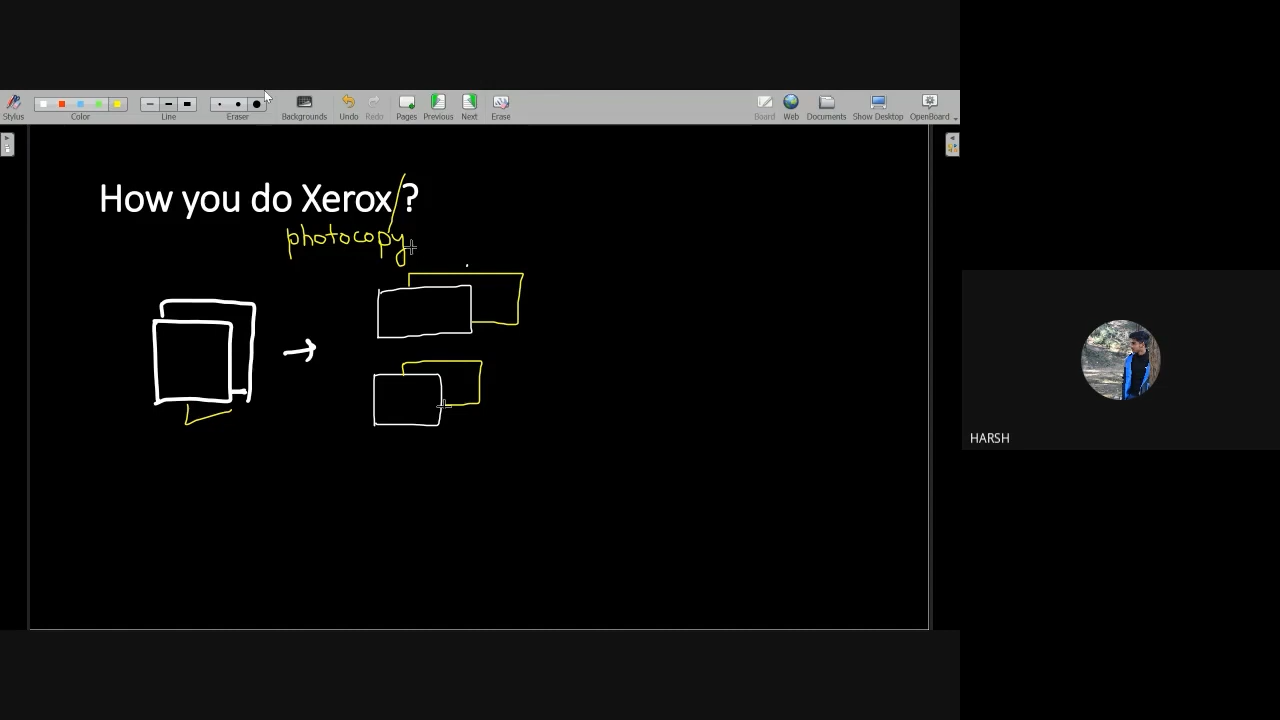 Stylus
Color
Line
Eraser
Backgrounds
Undo
Redo
Pages
Previous
Next
Erase
Board
Web
Documents
Show Desktop
OpenBoard
How you do Xerox/?
photocopy
HARSH